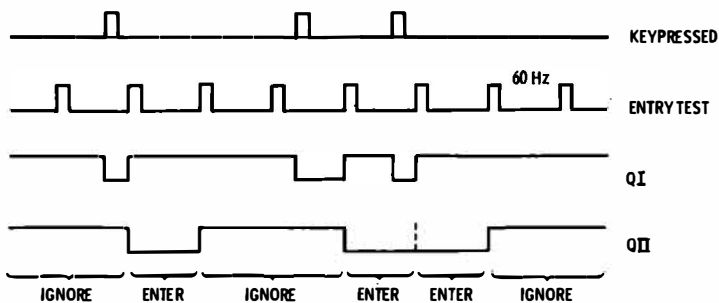 KEYPRESSED
60 Hz
ENTRY TEST
QI
QII
IGNORE ENTER IGNORE ENTER ENTER IGNORE